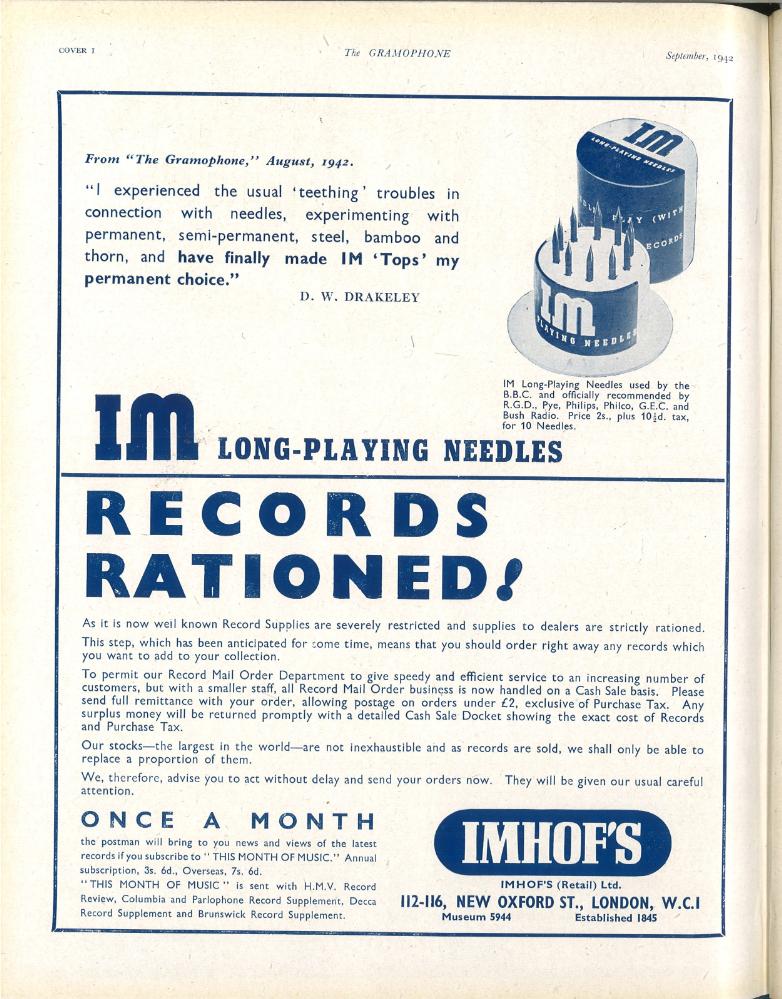 COVER I
The GRAMOPHONE
September, 1942
From "The Gramophone," August, 1942.
"I experienced the usual 'teething' troubles in
connection with needles, experimenting with
permanent, semi-permanent, steel, bamboo and
thorn, and have finally made IM 'Tops' my
permanent choice."
D. W. DRAKELEY
IM
LONG-PLAYING NEEDLES
PLAY (WITH
ECORDS
IM
PLAYING NEEDLES
IM Long-Playing Needles used by the
B.B.C. and officially recommended by
R.G.D., Pye, Philips, Philco, G.E.C. and
Bush Radio. Price 2s., plus 10½d. tax,
for 10 Needles.
IM LONG-PLAYING NEEDLES
RECORDS
RATIONED!
As it is now well known Record Supplies are severely restricted and supplies to dealers are strictly rationed.
This step, which has been anticipated for some time, means that you should order right away any records which
you want to add to your collection.
To permit our Record Mail Order Department to give speedy and efficient service to an increasing number of
customers, but with a smaller staff, all Record Mail Order business is now handled on a Cash Sale basis. Please
send full remittance with your order, allowing postage on orders under £2, exclusive of Purchase Tax. Any
surplus money will be returned promptly with a detailed Cash Sale Docket showing the exact cost of Records
and Purchase Tax.
Our stocks—the largest in the world—are not inexhaustible and as records are sold, we shall only be able to
replace a proportion of them.
We, therefore, advise you to act without delay and send your orders now. They will be given our usual careful
attention.
ONCE A MONTH
the postman will bring to you news and views of the latest
records if you subscribe to "THIS MONTH OF MUSIC." Annual
subscription, 3s. 6d., Overseas, 7s. 6d.
"THIS MONTH OF MUSIC" is sent with H.M.V. Record
Review, Columbia and Parlophone Record Supplement, Decca
Record Supplement and Brunswick Record Supplement.
IMHOF'S
IMHOF'S (Retail) Ltd.
112-116, NEW OXFORD ST., LONDON, W.C.1
Museum 5944 Established 1845